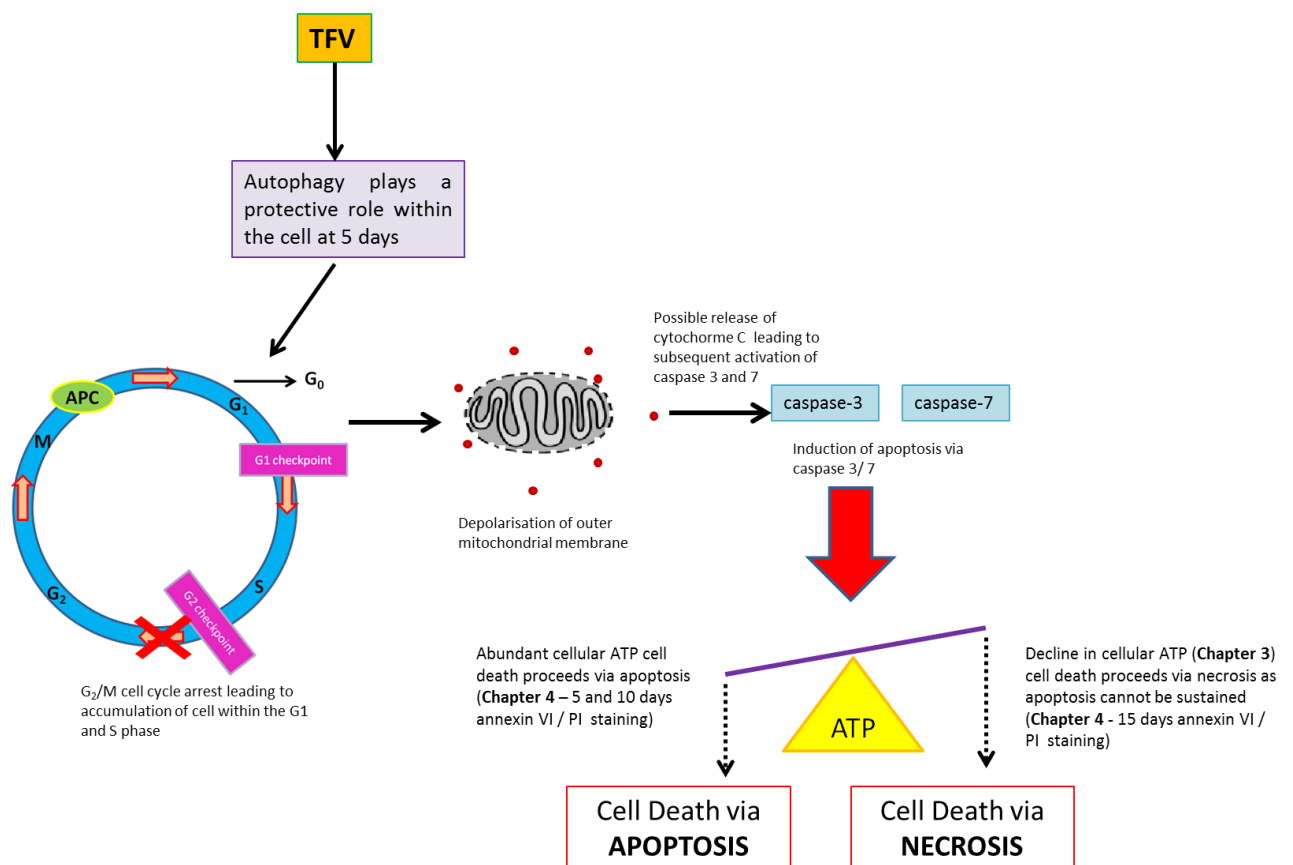 TFV
Autophagy plays a
protective role within
the cell at 5 days
G₀
APC
G₁
M
G1 checkpoint
S
G₂
G2 checkpoint
G₂/M cell cycle arrest leading to
accumulation of cell within the G1
and S phase
Depolarisation of outer
mitochondrial membrane
Possible release of
cytochorme C leading to
subsequent activation of
caspase 3 and 7
caspase-3
caspase-7
Induction of apoptosis via
caspase 3/ 7
Abundant cellular ATP cell
death proceeds via apoptosis
(Chapter 4 – 5 and 10 days
annexin VI / PI staining)
ATP
Decline in cellular ATP (Chapter 3)
cell death proceeds via necrosis as
apoptosis cannot be sustained
(Chapter 4 - 15 days annexin VI /
PI staining)
Cell Death via
APOPTOSIS
Cell Death via
NECROSIS